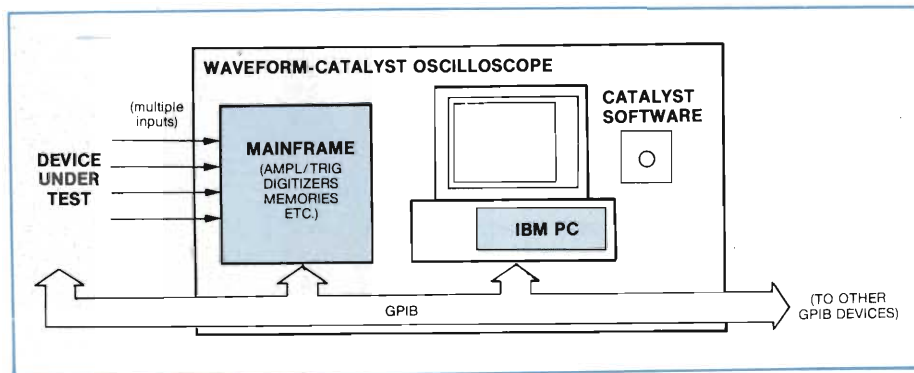 WAVEFORM-CATALYST OSCILLOSCOPE
(multiple
inputs)
DEVICE
UNDER
TEST
MAINFRAME
(AMPL/TRIG
DIGITIZERS
MEMORIES
ETC.)
CATALYST
SOFTWARE
IBM PC
GPIB
(TO OTHER
GPIB DEVICES)